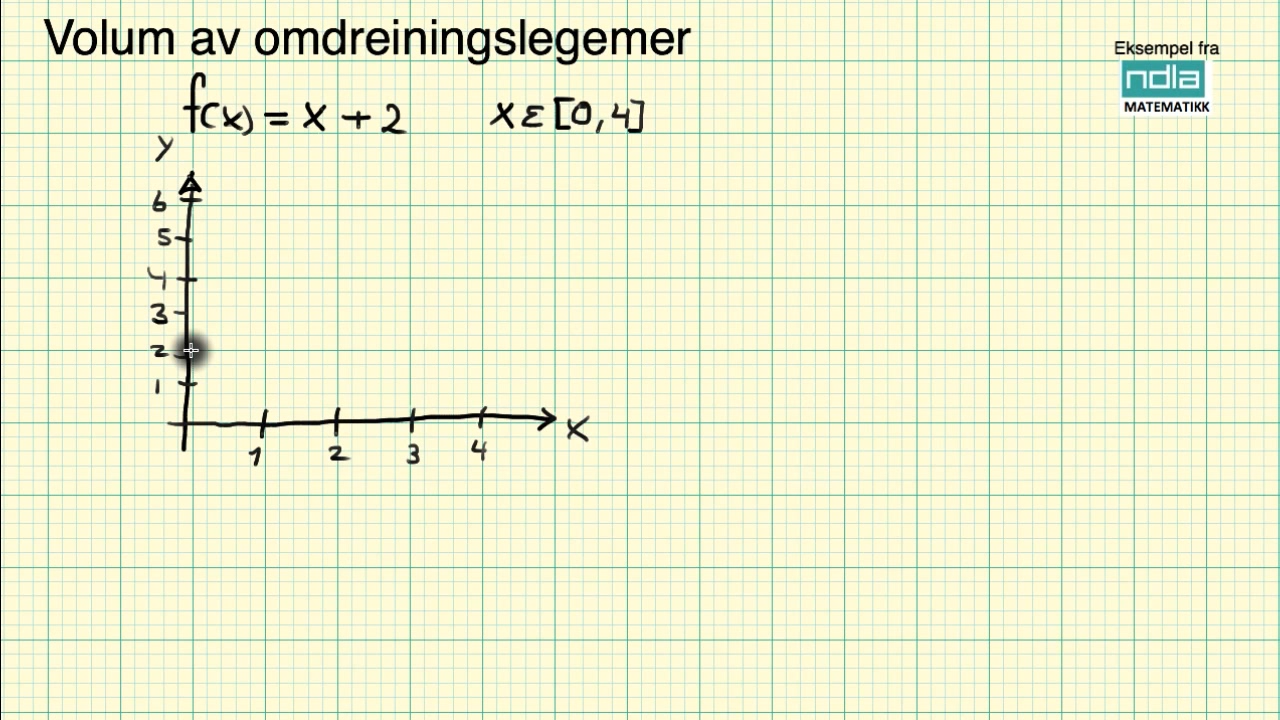 Volum av omdreiningslegemer
Eksempel fra
ndla
MATEMATIKK
f(x) = x + 2 x ε [0,4]
y
6
5
4
3
2
1
x
1 2 3 4